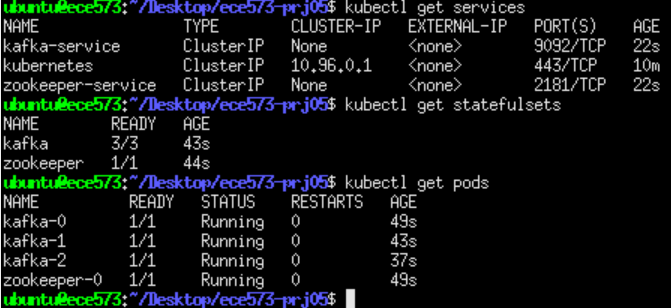 ubuntu@ece573:~/Desktop/ece573-prj05$ kubectl get services
NAME TYPE CLUSTER-IP EXTERNAL-IP PORT(S) AGE
kafka-service ClusterIP None <none> 9092/TCP 22s
kubernetes ClusterIP 10.96.0.1 <none> 443/TCP 10m
zookeeper-service ClusterIP None <none> 2181/TCP 22s
ubuntu@ece573:~/Desktop/ece573-prj05$ kubectl get statefulsets
NAME READY AGE
kafka 3/3 43s
zookeeper 1/1 44s
ubuntu@ece573:~/Desktop/ece573-prj05$ kubectl get pods
NAME READY STATUS RESTARTS AGE
kafka-0 1/1 Running 0 49s
kafka-1 1/1 Running 0 43s
kafka-2 1/1 Running 0 37s
zookeeper-0 1/1 Running 0 49s
ubuntu@ece573:~/Desktop/ece573-prj05$